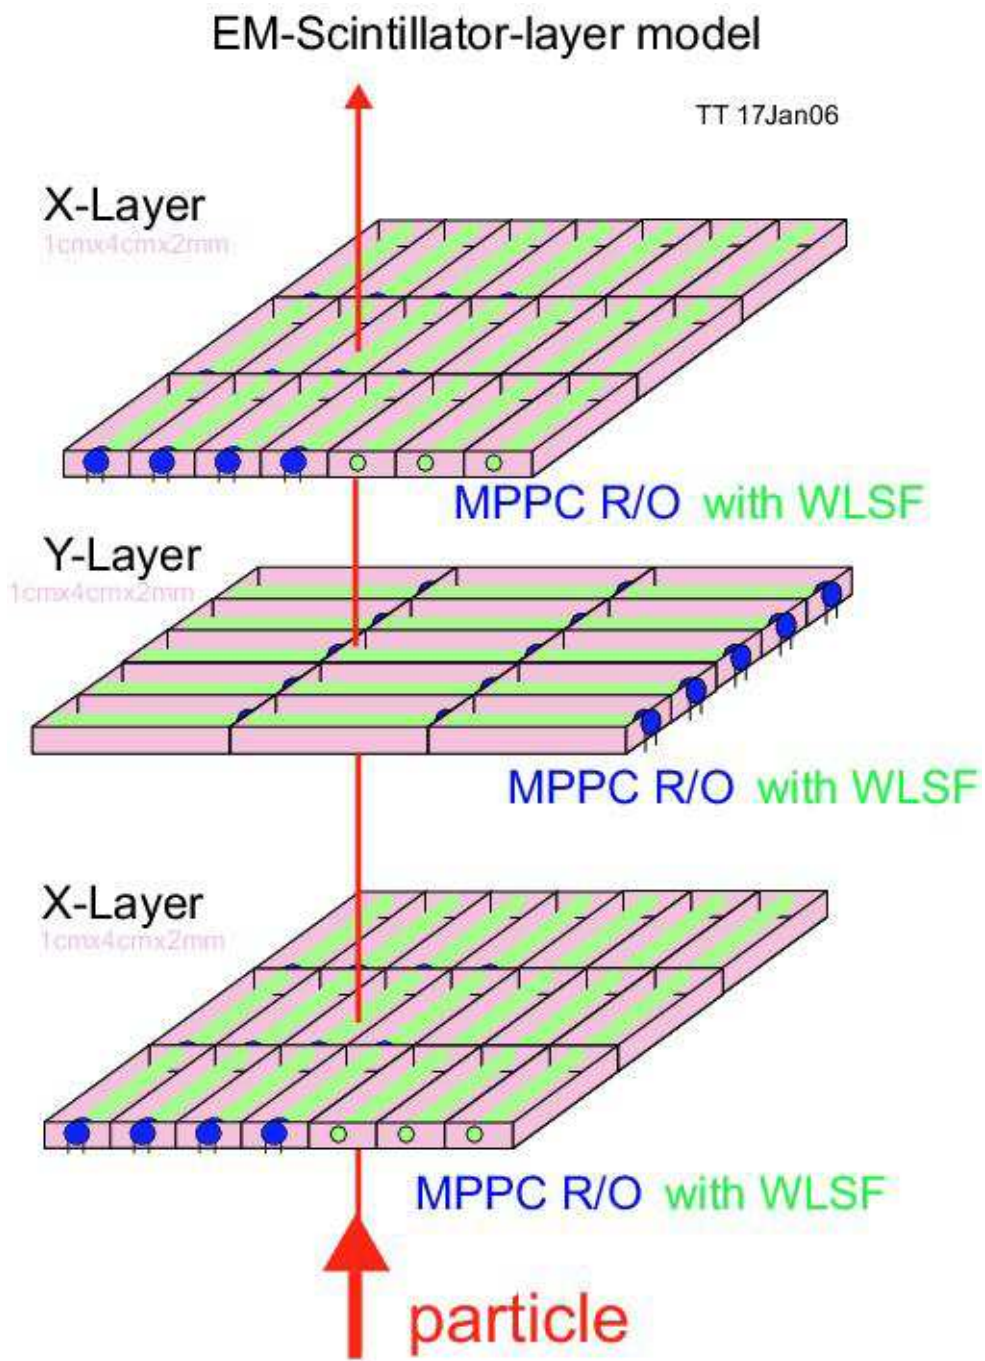 EM-Scintillator-layer model
TT 17Jan06
X-Layer
1cmx4cmx2mm
MPPC R/O with WLSF
Y-Layer
1cmx4cmx2mm
MPPC R/O with WLSF
X-Layer
1cmx4cmx2mm
MPPC R/O with WLSF
particle